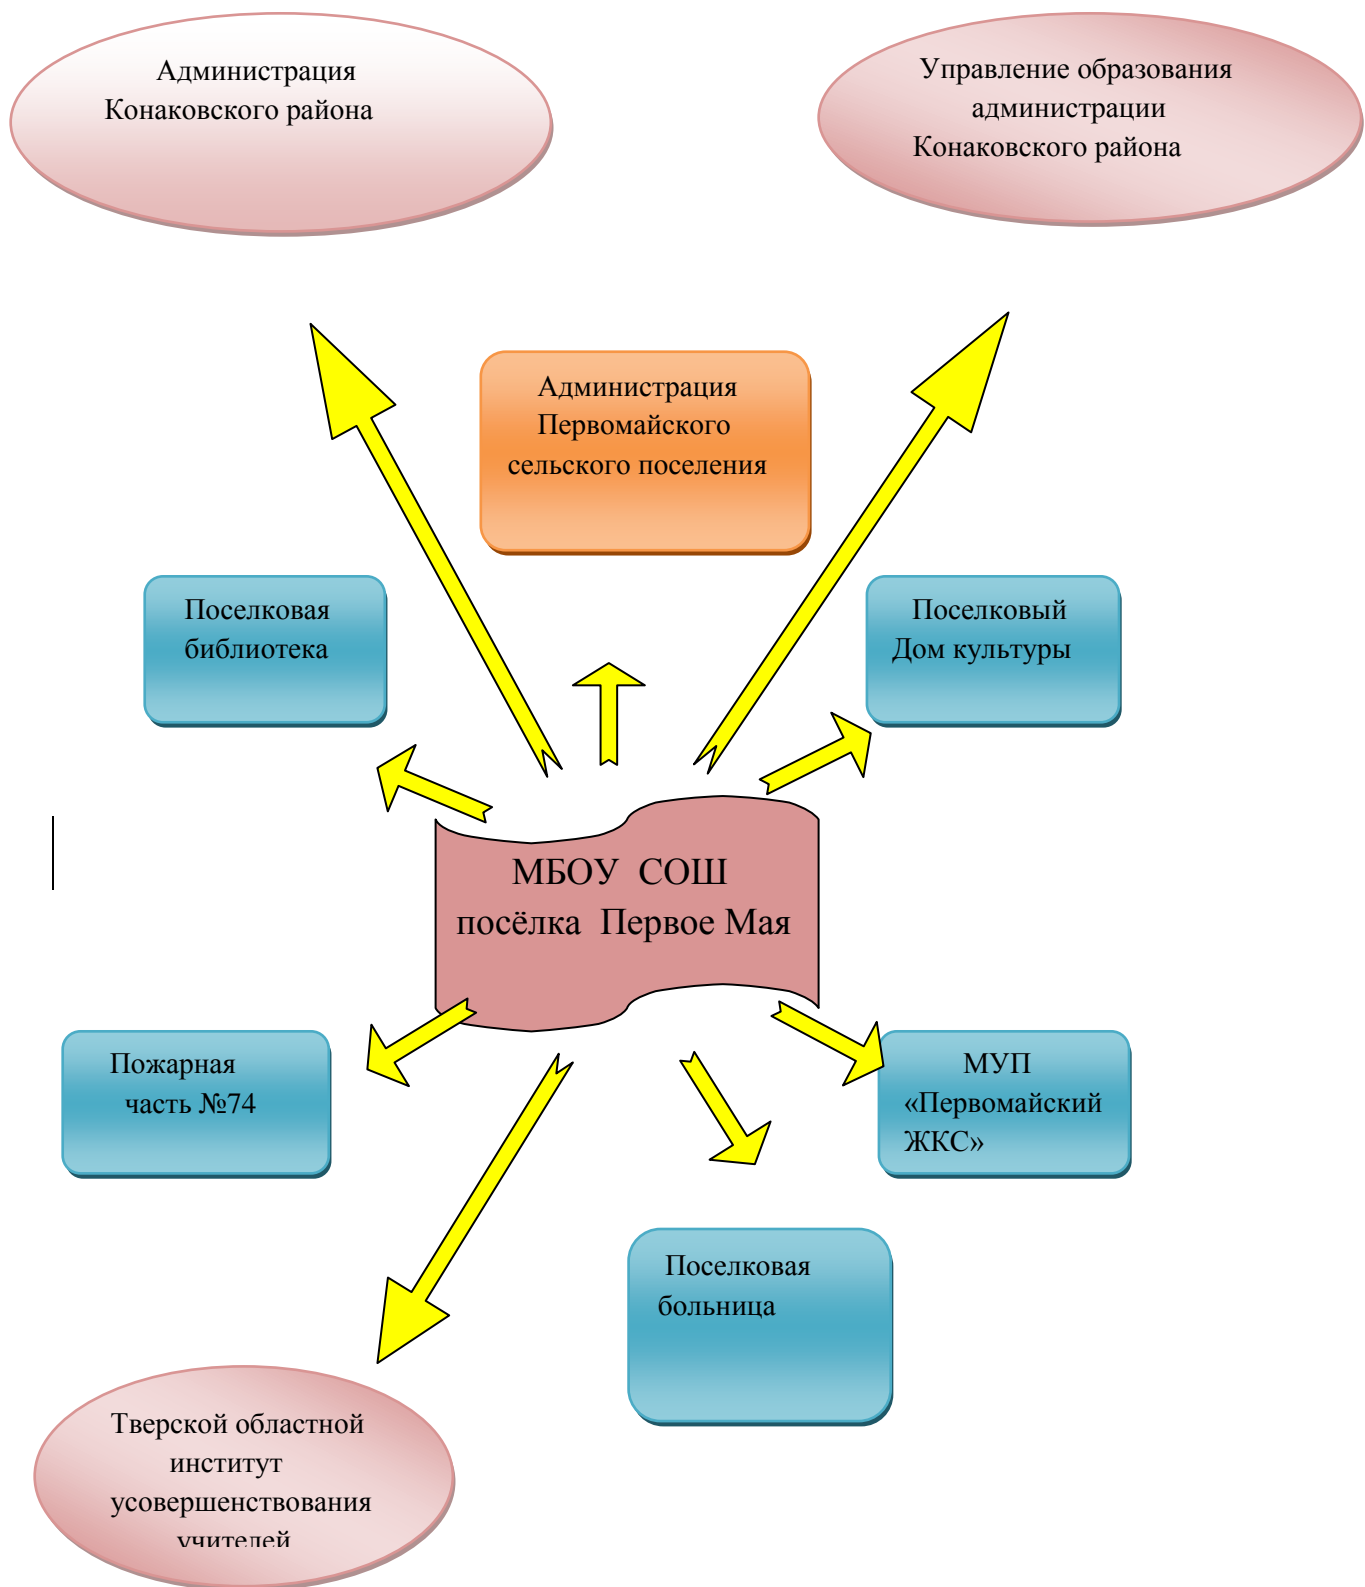 Администрация
Конаковского района
Управление образования
администрации
Конаковского района
Администрация
Первомайского
сельского поселения
Поселковая
библиотека
Поселковый
Дом культуры
МБОУ  СОШ
посёлка  Первое Мая
Пожарная
часть №74
МУП
«Первомайский
ЖКС»
Поселковая
больница
Тверской областной
институт
усовершенствования
учителей